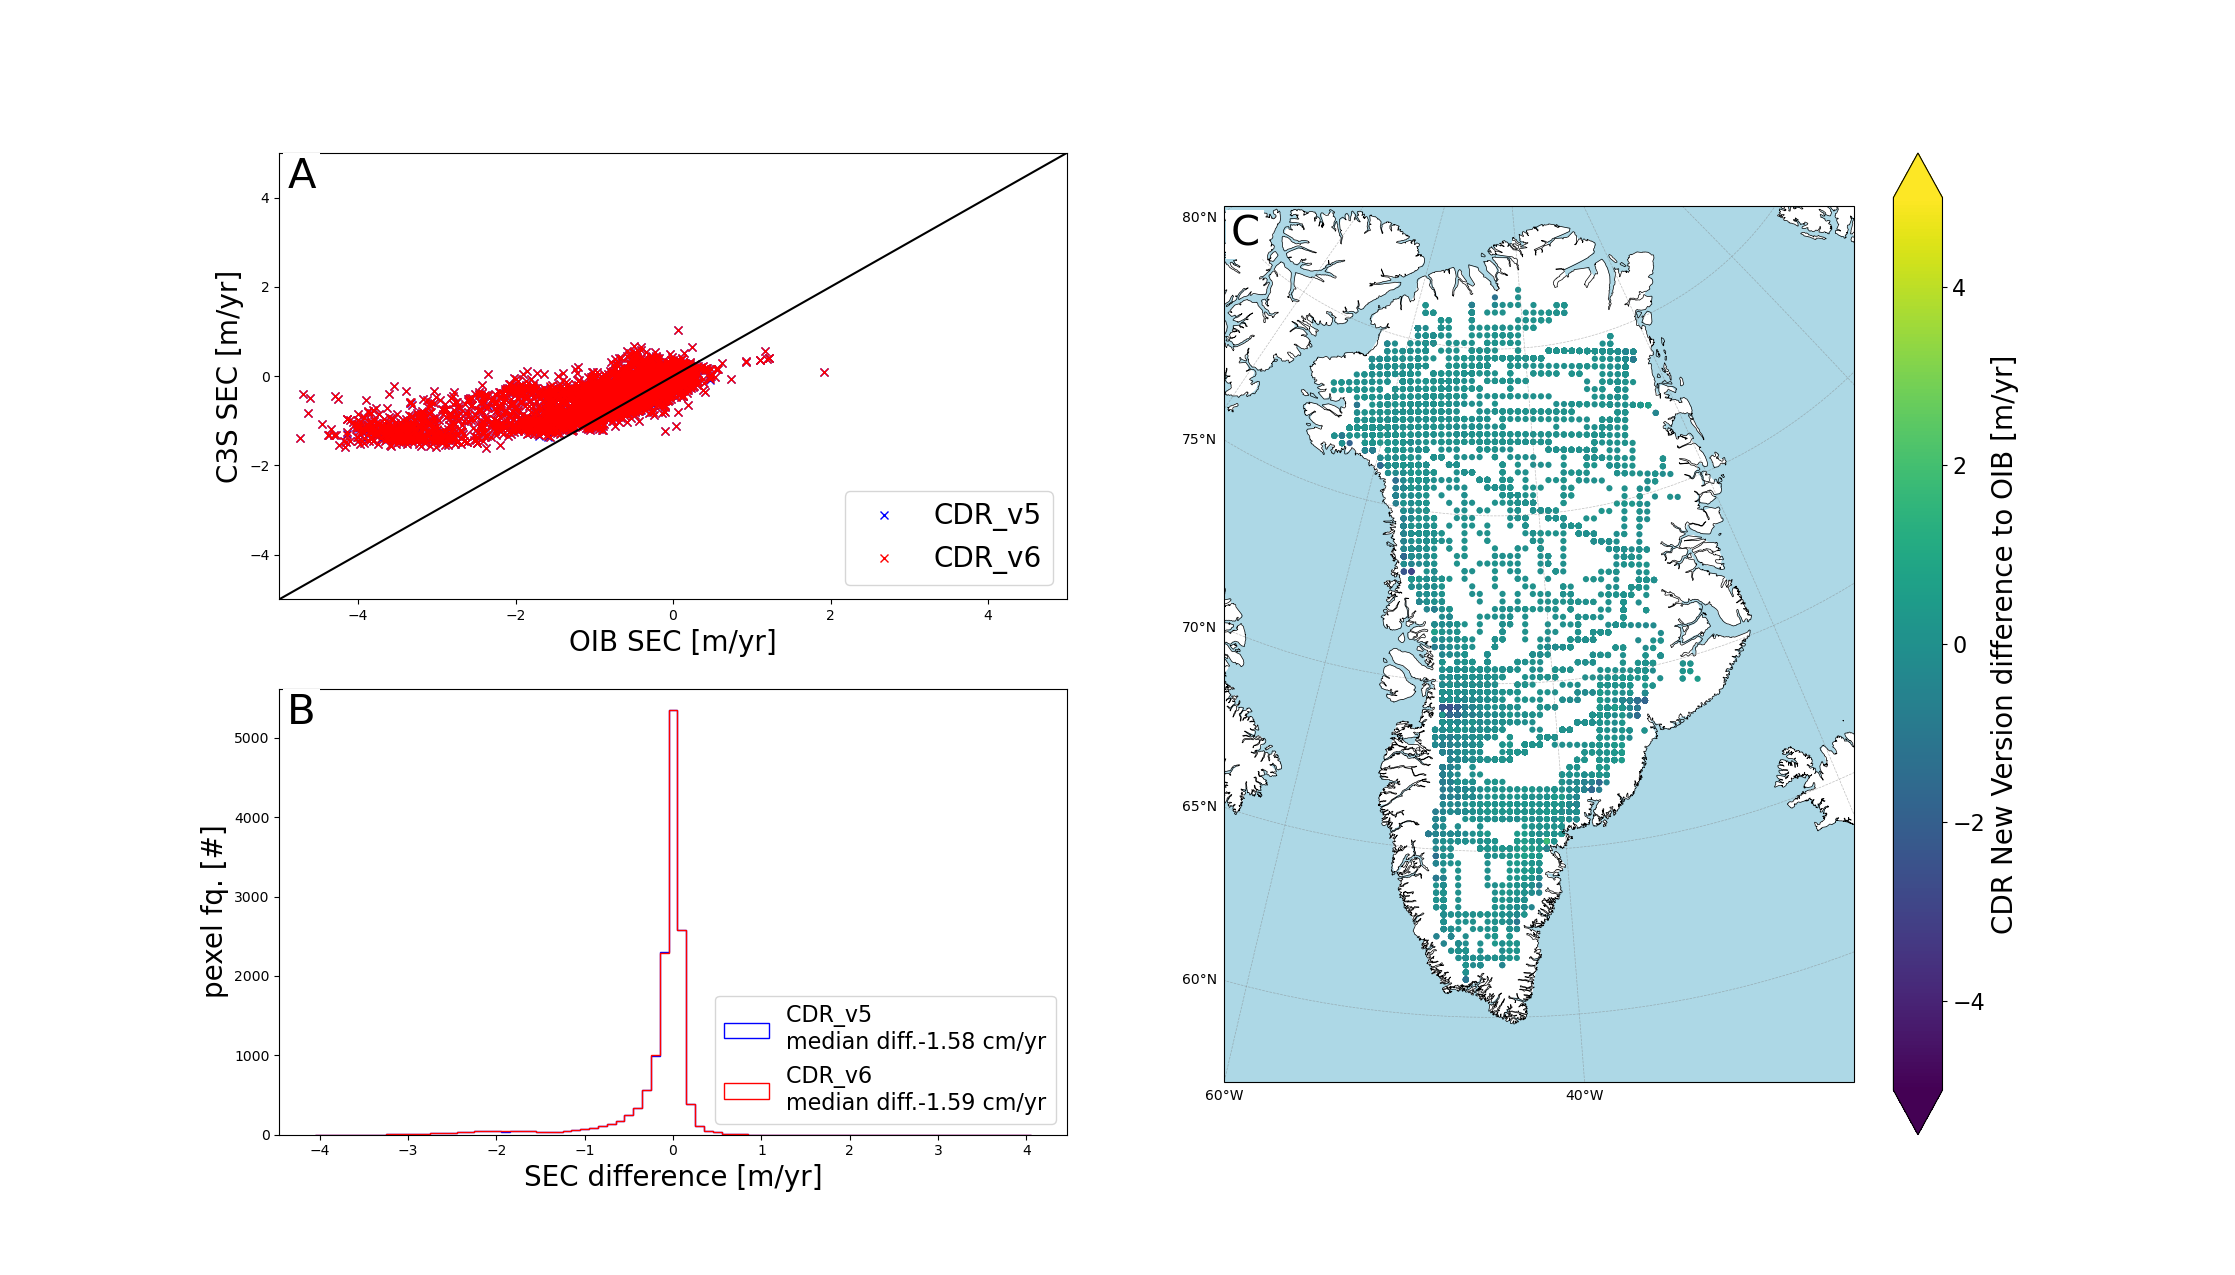 A
4
2
0
−2
−4
C3S SEC [m/yr]
−4
−2
0
2
4
OIB SEC [m/yr]
CDR_v5
CDR_v6
B
5000
4000
3000
2000
1000
0
pexel fq. [#]
−4
−3
−2
−1
0
1
2
3
4
SEC difference [m/yr]
CDR_v5
median diff.-1.58 cm/yr
CDR_v6
median diff.-1.59 cm/yr
C
80°N
75°N
70°N
65°N
60°N
60°W
40°W
4
2
0
−2
−4
CDR New Version difference to OIB [m/yr]